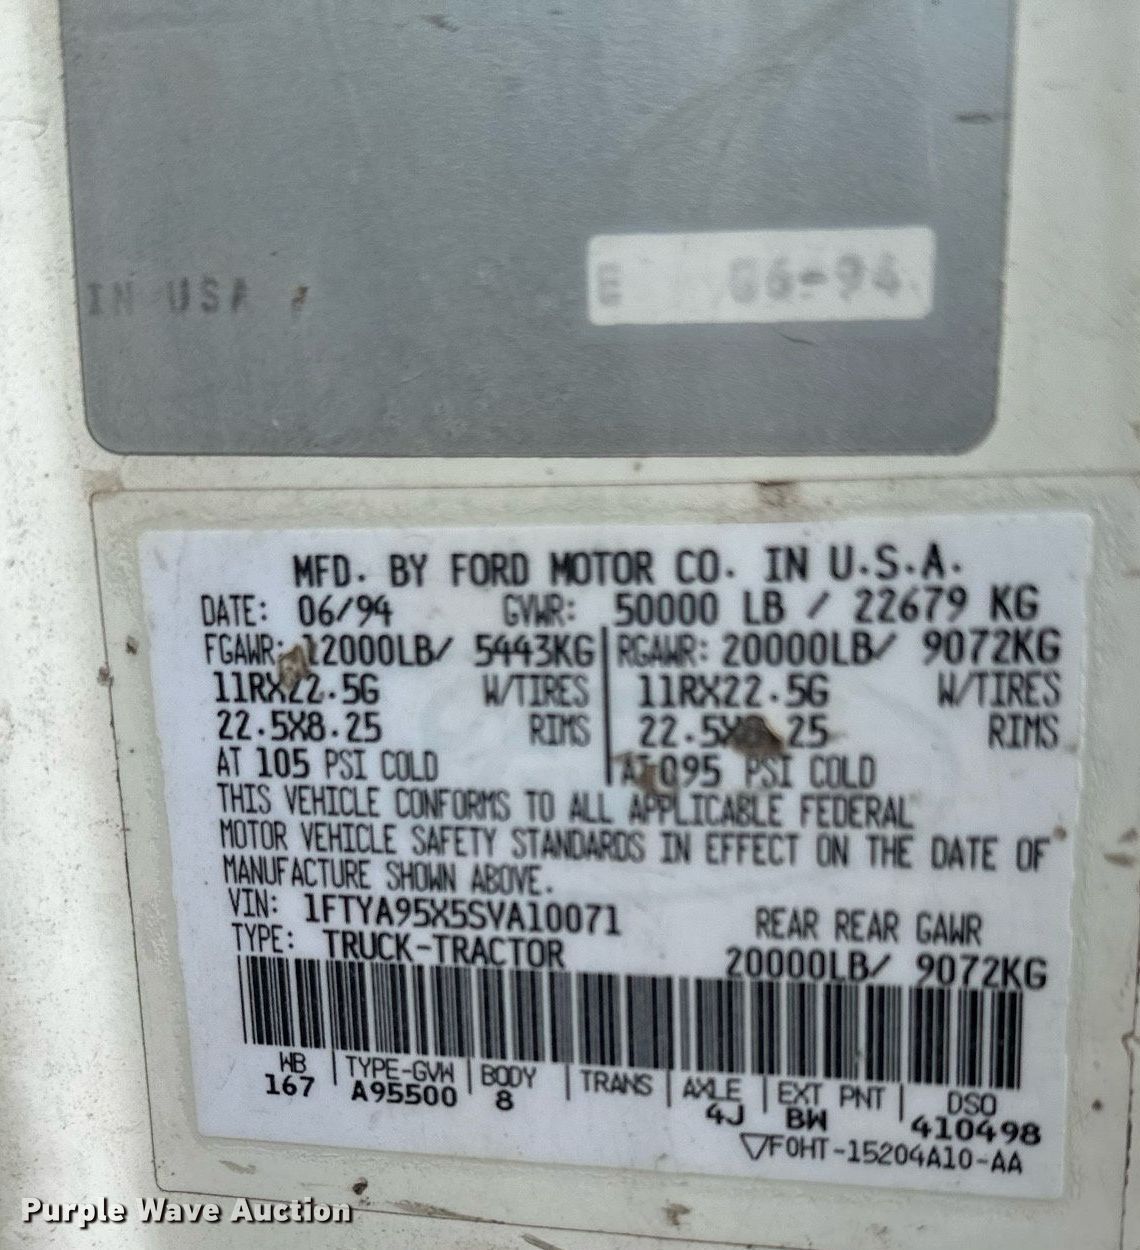 IN USA
E 06-94
MFD. BY FORD MOTOR CO. IN U.S.A.
DATE: 06/94 GVWR: 50000 LB / 22679 KG
FGAWR: 12000LB/ 5443KG RGAWR: 20000LB/ 9072KG
11RX22.5G W/TIRES 11RX22.5G W/TIRES
22.5X8.25 RIMS 22.5X8.25 RIMS
AT 105 PSI COLD AT 095 PSI COLD
THIS VEHICLE CONFORMS TO ALL APPLICABLE FEDERAL
MOTOR VEHICLE SAFETY STANDARDS IN EFFECT ON THE DATE OF
MANUFACTURE SHOWN ABOVE.
VIN: 1FTYA95X5SVA10071 REAR REAR GAWR
TYPE: TRUCK-TRACTOR 20000LB/ 9072KG
WB TYPE-GVW BODY TRANS AXLE EXT PNT DSO
167 A95500 8 4J BW 410498
F0HT-15204A10-AA
Purple Wave Auction